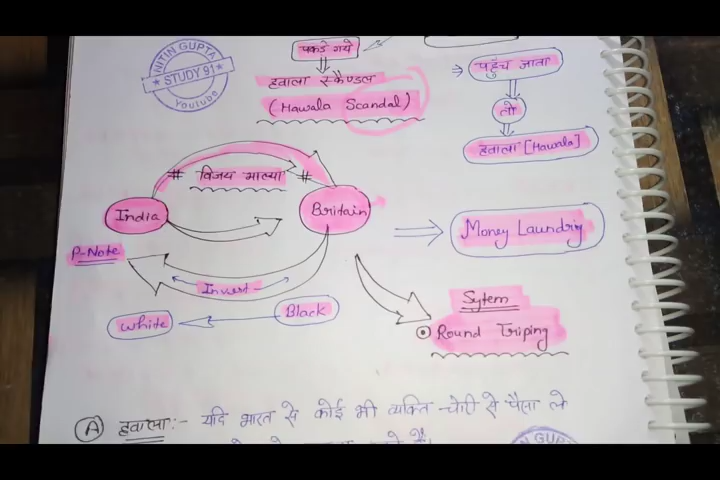 पकडे गये
हवाला स्कैण्डल
(Hawala Scandal)
⇒ पहुंच जाता
तो
हवाला [Hawala]
NITIN GUPTA
★ STUDY 91 ★
YouTube
# विजय माल्या #
India
Britain
Money Laundrig
P-Note
Invest
White
Black
Sytem
Round Triping
(A) हवाला :- यदि भारत से कोई भी व्यक्ति चोरी से पैसा ले